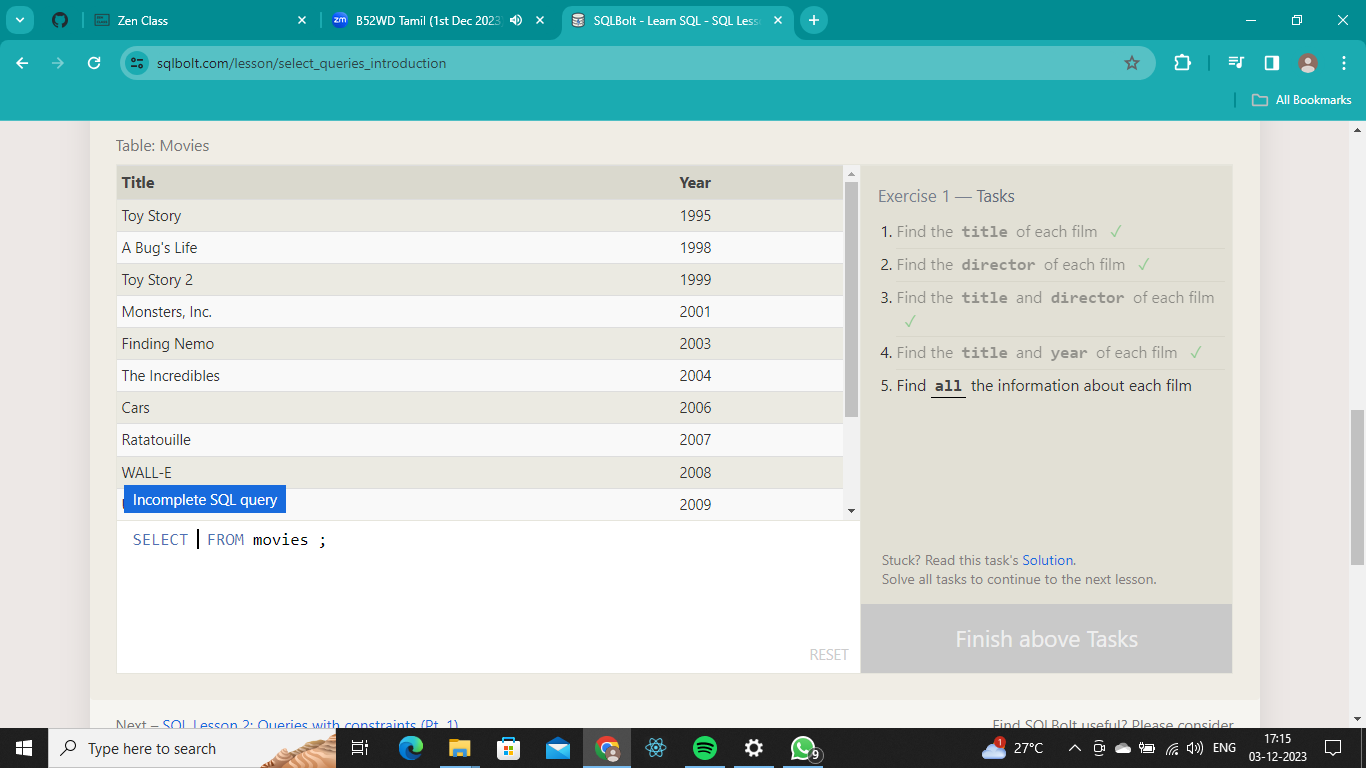 Zen Class
B52WD Tamil (1st Dec 2023
SQLBolt - Learn SQL - SQL Less
sqlbolt.com/lesson/select_queries_introduction
All Bookmarks
Table: Movies
Title Year
Toy Story 1995
A Bug's Life 1998
Toy Story 2 1999
Monsters, Inc. 2001
Finding Nemo 2003
The Incredibles 2004
Cars 2006
Ratatouille 2007
WALL-E 2008
2009
Incomplete SQL query
SELECT FROM movies ;
RESET
Exercise 1 — Tasks
1. Find the title of each film ✓
2. Find the director of each film ✓
3. Find the title and director of each film
✓
4. Find the title and year of each film ✓
5. Find all the information about each film
Stuck? Read this task's Solution.
Solve all tasks to continue to the next lesson.
Finish above Tasks
Next – SQL Lesson 2: Queries with constraints (Pt. 1)
Find SQLBolt useful? Please consider
Type here to search
1
27°C
ENG
17:15
03-12-2023
9
zm